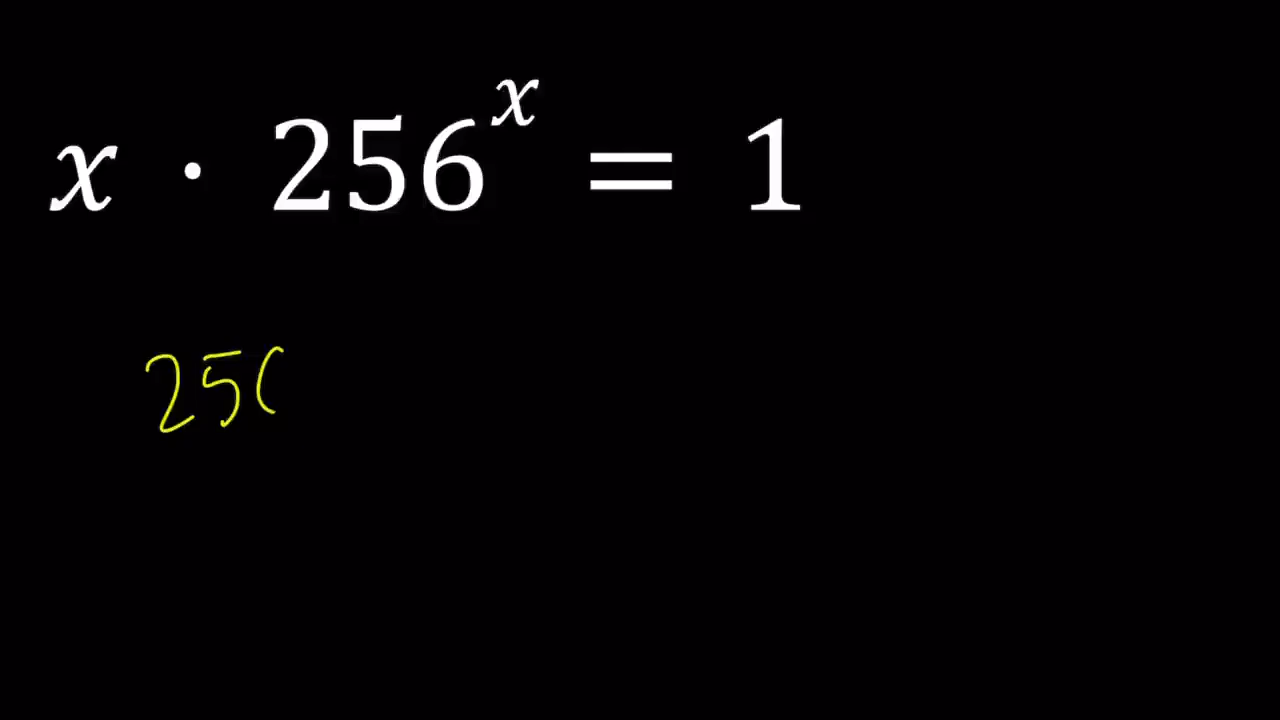 x · 256^x = 1
25(